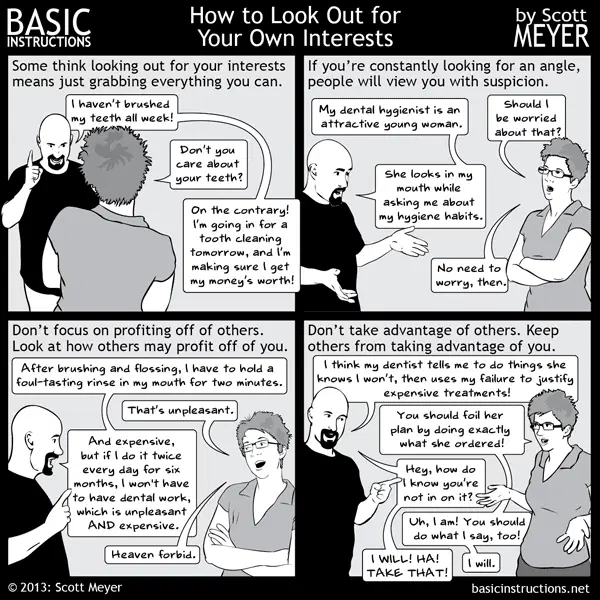 BASIC
INSTRUCTIONS
How to Look Out for
Your Own Interests
by Scott
MEYER
Some think looking out for your interests
means just grabbing everything you can.
I haven't brushed
my teeth all week!
Don't you
care about
your teeth?
On the contrary!
I'm going in for a
tooth cleaning
tomorrow, and I'm
making sure I get
my money's worth!
If you're constantly looking for an angle,
people will view you with suspicion.
My dental hygienist is an
attractive young woman.
Should I
be worried
about that?
She looks in my
mouth while
asking me about
my hygiene habits.
No need to
worry, then.
Don't focus on profiting off of others.
Look at how others may profit off of you.
After brushing and flossing, I have to hold a
foul-tasting rinse in my mouth for two minutes.
That's unpleasant.
And expensive,
but if I do it twice
every day for six
months, I won't have
to have dental work,
which is unpleasant
AND expensive.
Heaven forbid.
Don't take advantage of others. Keep
others from taking advantage of you.
I think my dentist tells me to do things she
knows I won't, then uses my failure to justify
expensive treatments!
You should foil her
plan by doing exactly
what she ordered!
Hey, how do
I know you're
not in on it?
Uh, I am! You should
do what I say, too!
I WILL! HA!
TAKE THAT!
I will.
© 2013: Scott Meyer
basicinstructions.net